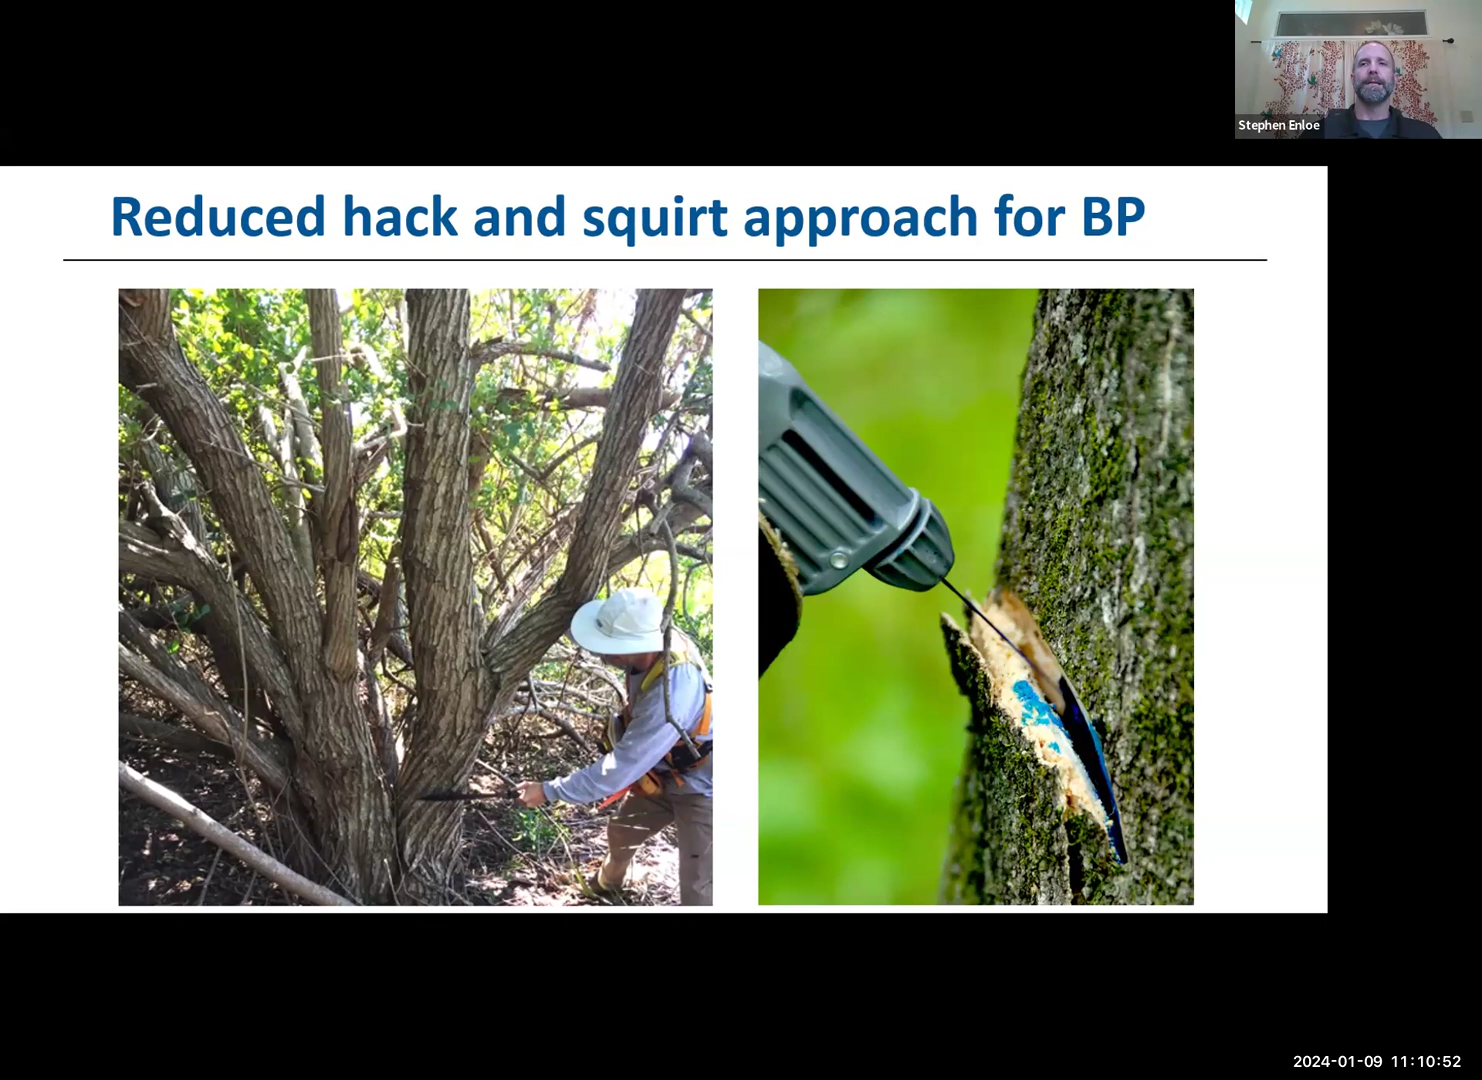 Stephen Enloe
Reduced hack and squirt approach for BP
2024-01-09 11:10:52